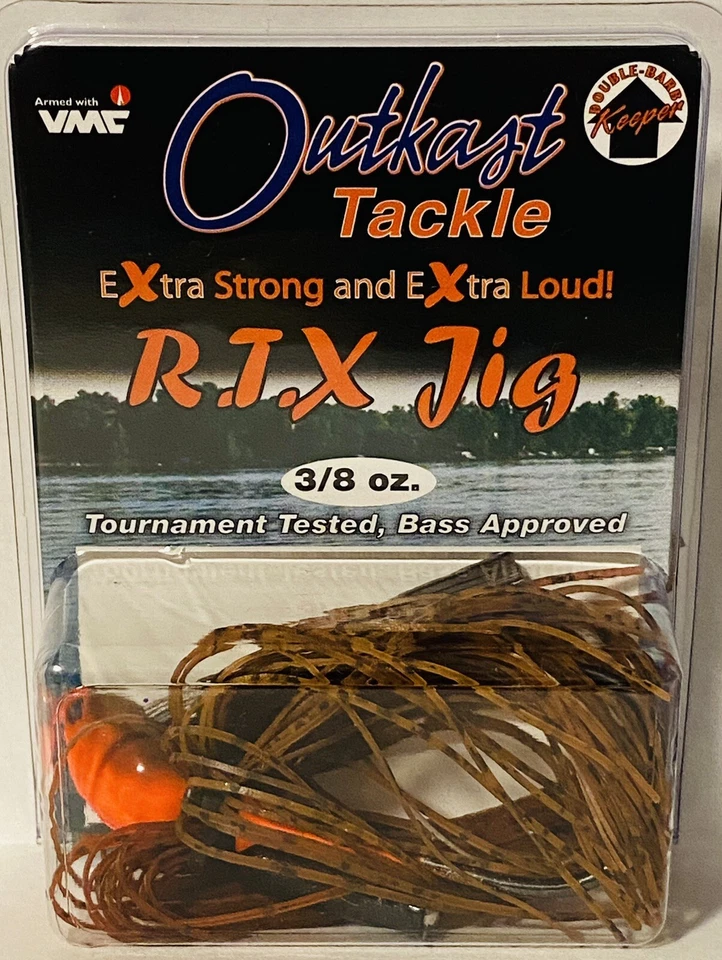 Armed with
VMC
Outkast
Tackle
DOUBLE-BARB
Keeper
EXtra Strong and EXtra Loud!
R.T.X Jig
3/8 oz.
Tournament Tested, Bass Approved